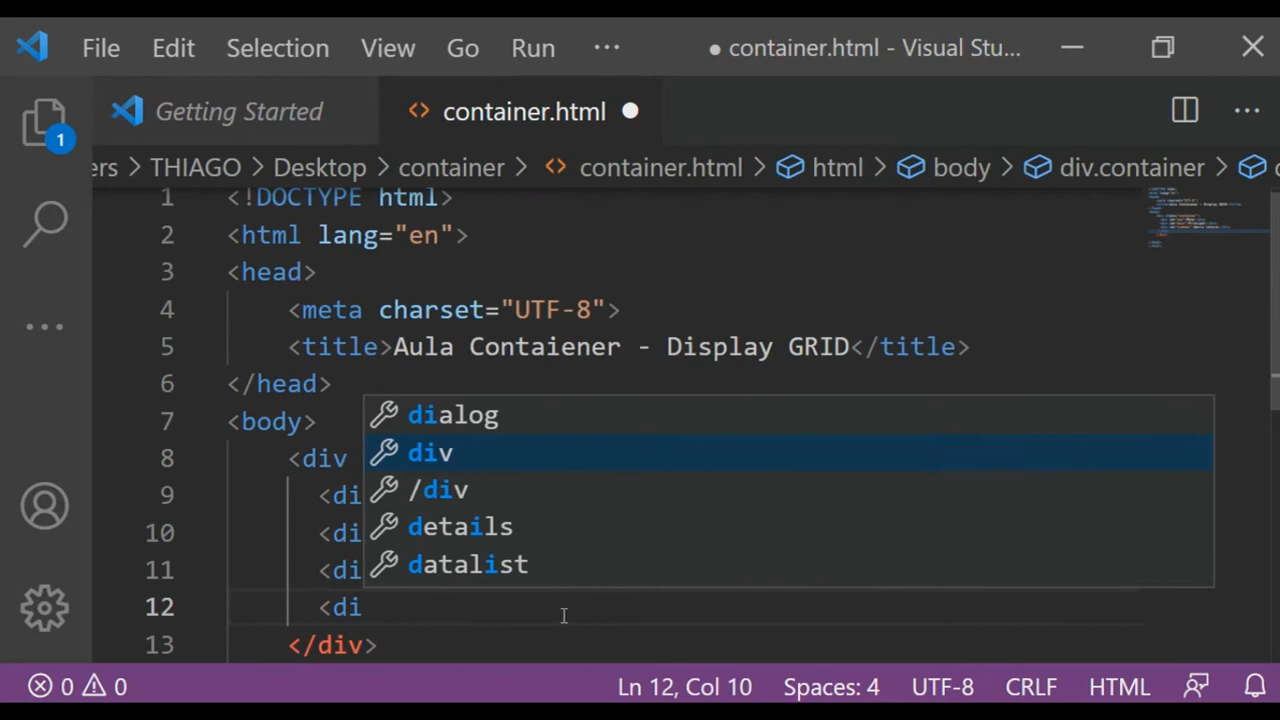 File Edit Selection View Go Run ··· ● container.html - Visual Stu...
Getting Started <> container.html ●
1
ers > THIAGO > Desktop > container > <> container.html > html > body > div.container >
1 <!DOCTYPE html>
2 <html lang="en">
3 <head>
4 <meta charset="UTF-8">
5 <title>Aula Contaiener - Display GRID</title>
6 </head>
7 <body>
dialog
8 <div
div
9 <di
/div
10 <di
details
11 <di
datalist
12 <di
13 </div>
0 0 Ln 12, Col 10 Spaces: 4 UTF-8 CRLF HTML